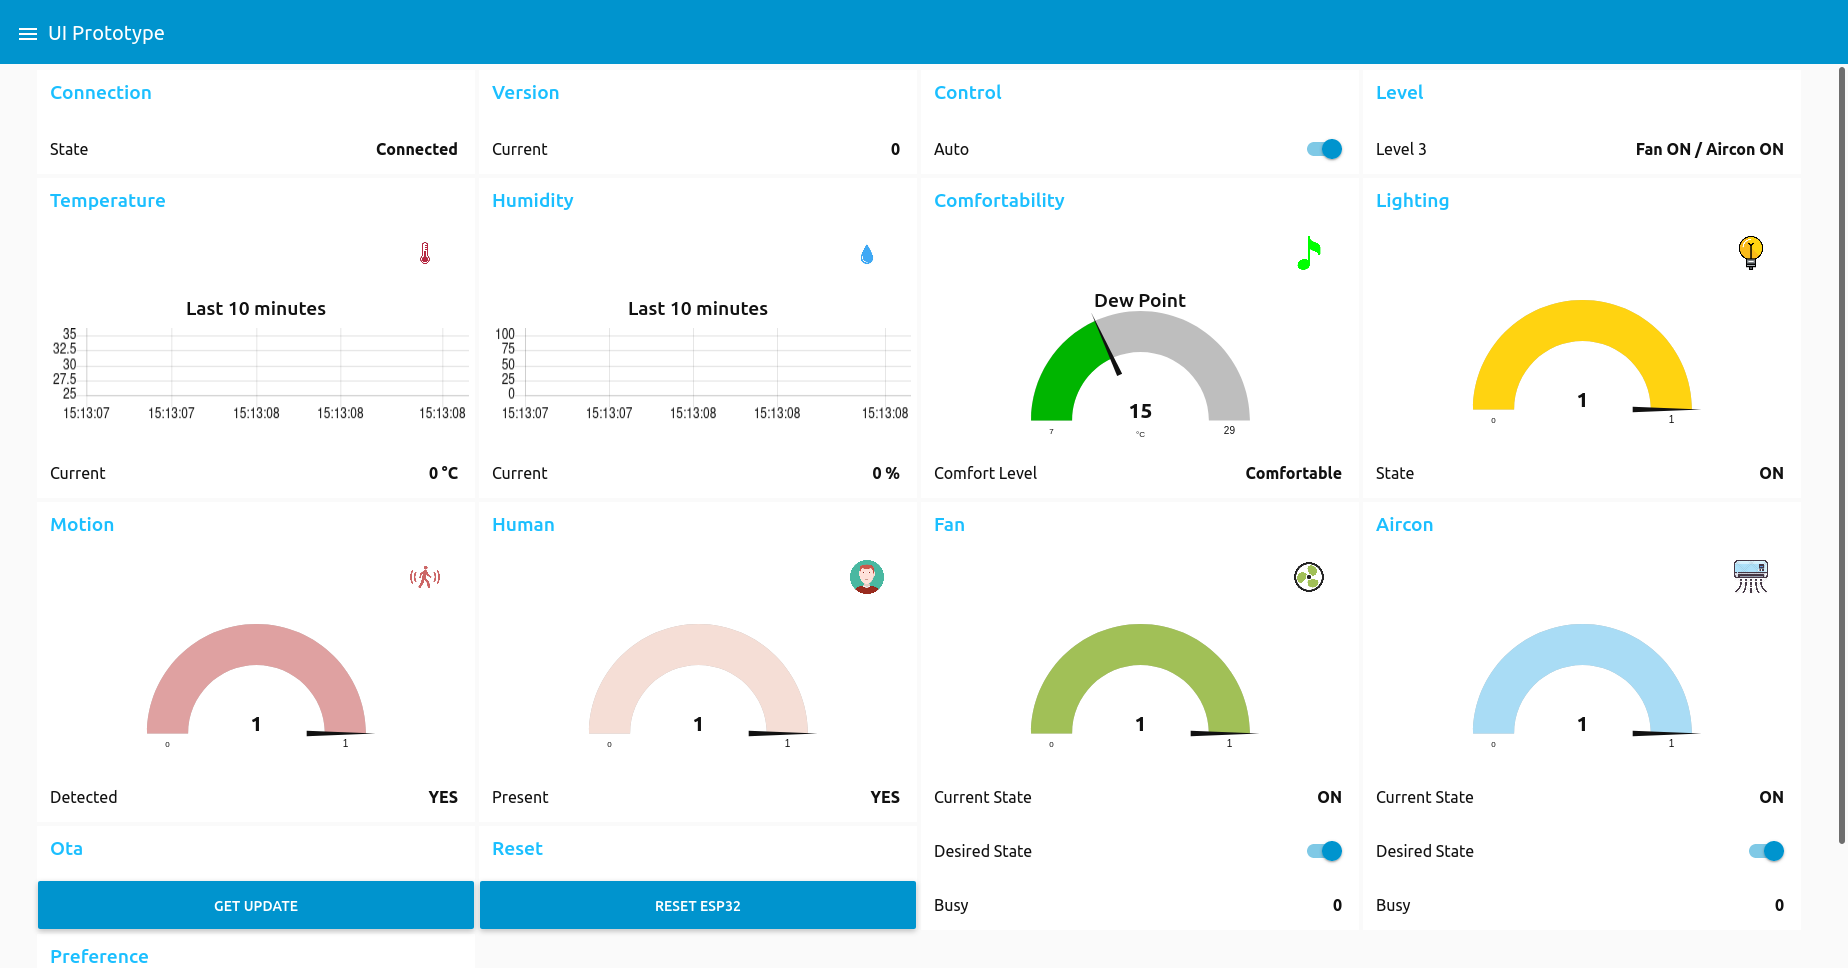 UI Prototype
Connection
State Connected
Version
Current 0
Control
Auto
Level
Level 3 Fan ON / Aircon ON
Temperature
Last 10 minutes
35
32.5
30
27.5
25
15:13:07 15:13:07 15:13:08 15:13:08 15:13:08
Current 0 °C
Humidity
Last 10 minutes
100
75
50
25
0
15:13:07 15:13:07 15:13:08 15:13:08 15:13:08
Current 0 %
Comfortability
Dew Point
15
7 °C 29
Comfort Level Comfortable
Lighting
1
0 1
State ON
Motion
1
0 1
Detected YES
Human
1
0 1
Present YES
Fan
1
0 1
Current State ON
Desired State
Busy 0
Aircon
1
0 1
Current State ON
Desired State
Busy 0
Ota
GET UPDATE
Reset
RESET ESP32
Preference